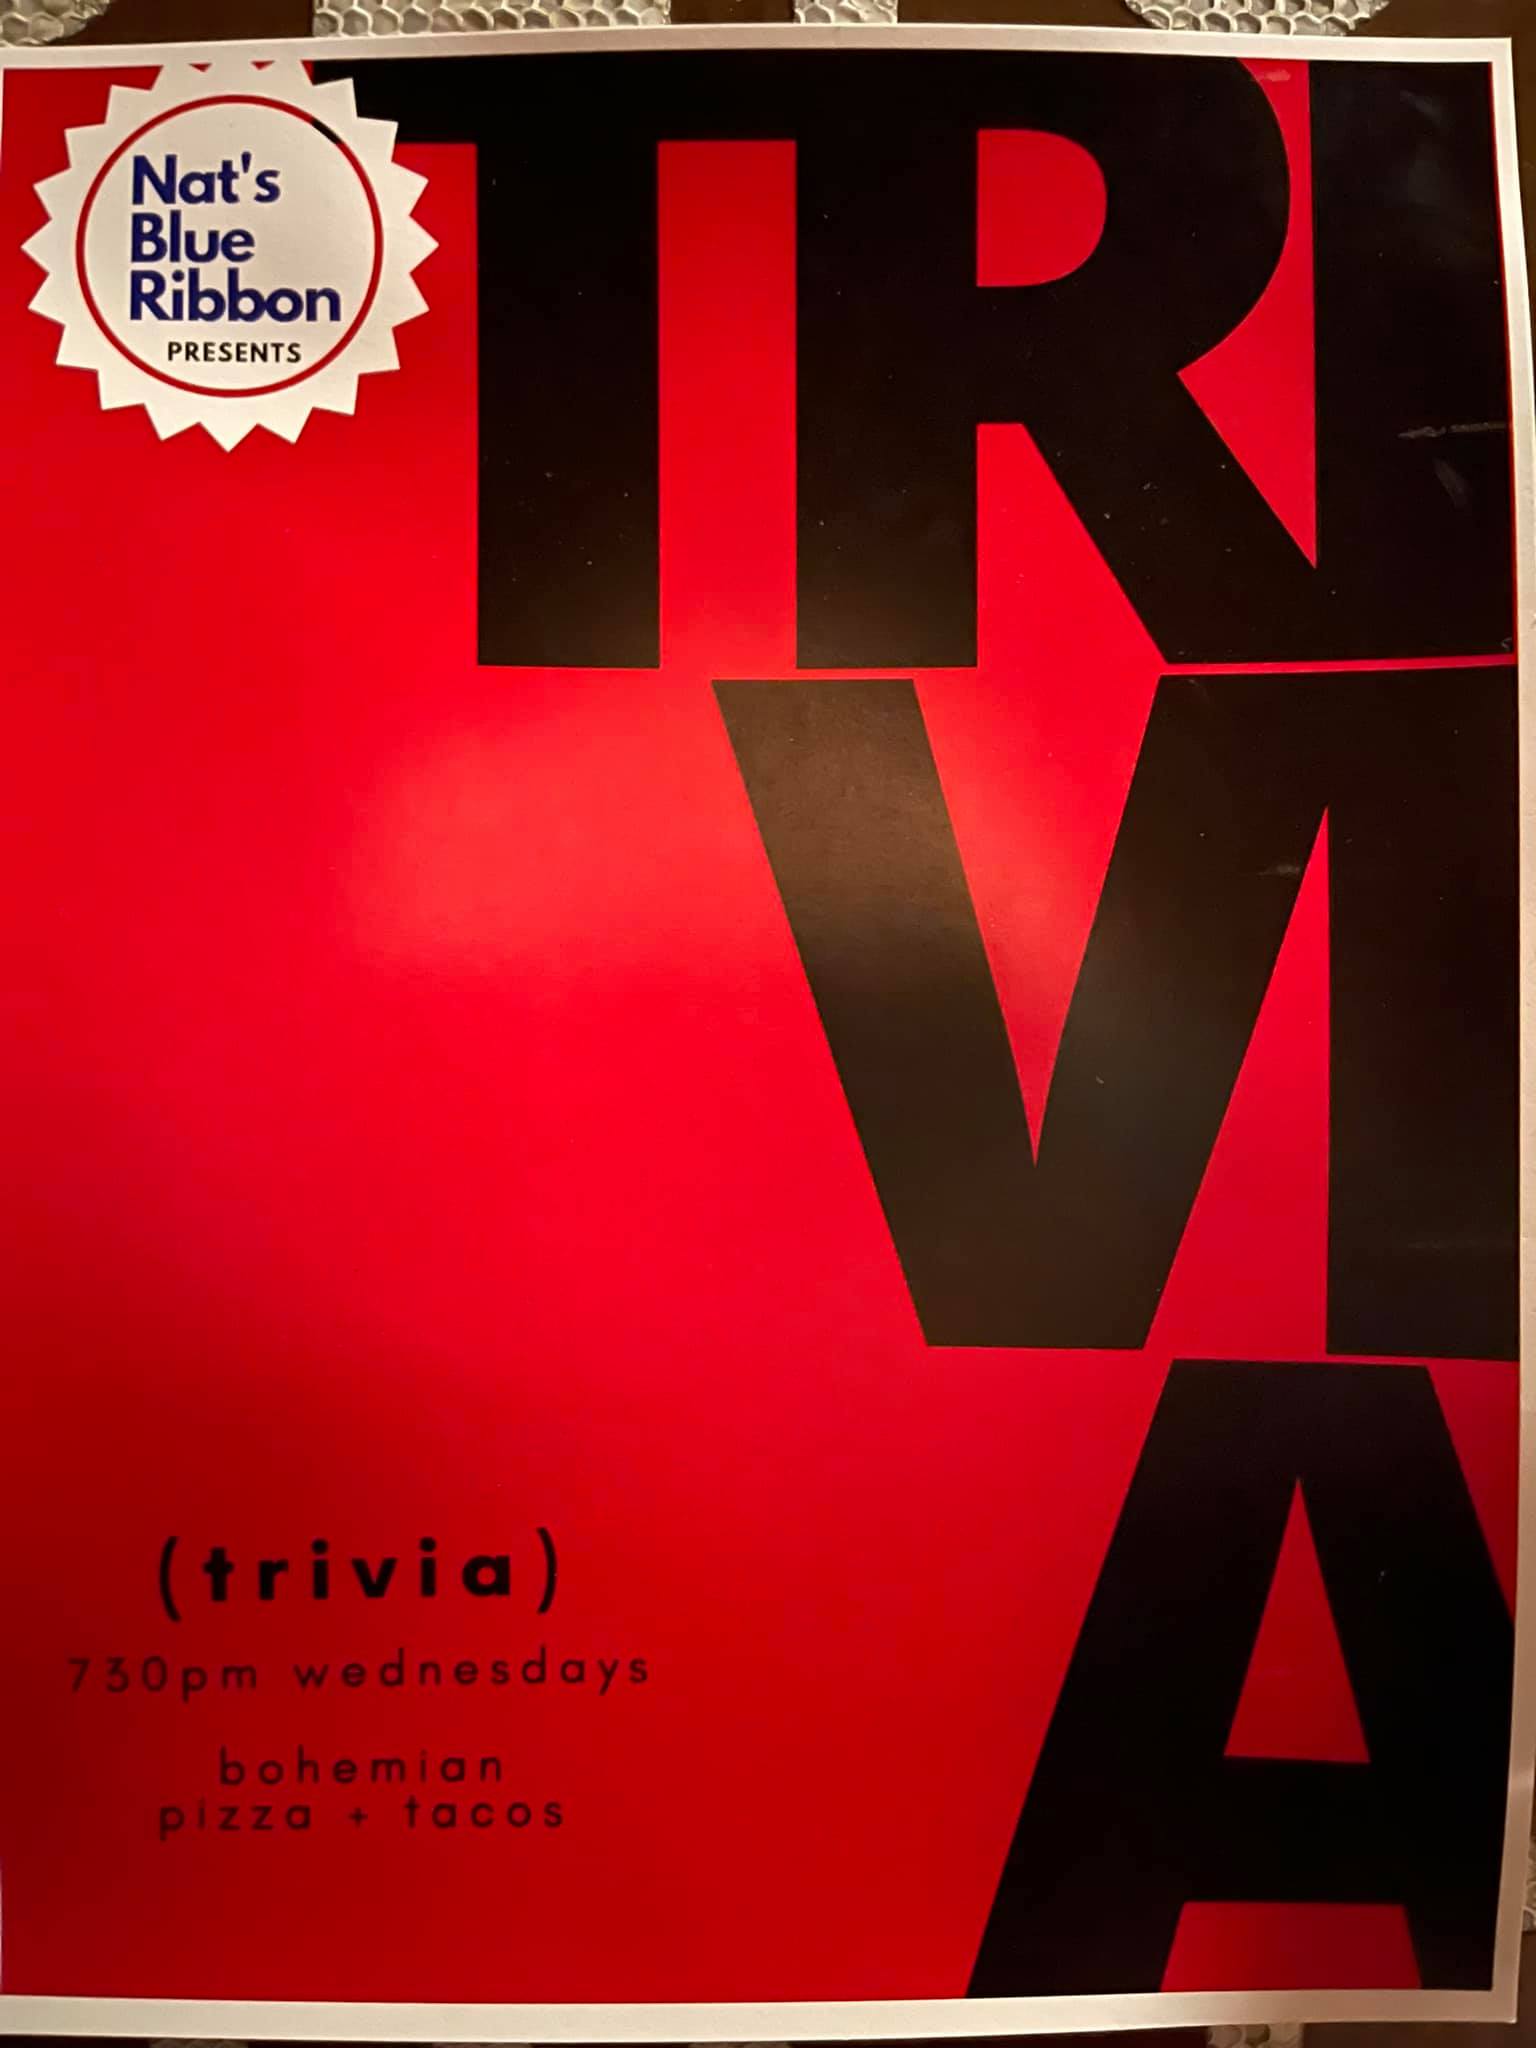 Nat's
Blue
Ribbon
PRESENTS
TRI
VI
A
(trivia)
730pm wednesdays
bohemian
pizza + tacos